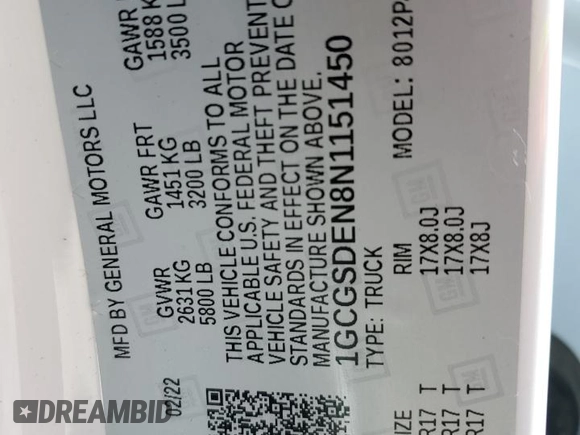 MFD BY GENERAL MOTORS LLC
02/22
GVWR
2631 KG
5800 LB
GAWR FRT
1451 KG
3200 LB
GAWR
1588 K
3500 L
THIS VEHICLE CONFORMS TO ALL
APPLICABLE U.S. FEDERAL MOTOR
VEHICLE SAFETY AND THEFT PREVENT
STANDARDS IN EFFECT ON THE DATE O
MANUFACTURE SHOWN ABOVE.
1GCGSDEN8N1151450
TYPE: TRUCK
MODEL: 8012P
IZE
RIM
R17 T
17X8.0J
R17 T
17X8.0J
R17 T
17X8J
GM
DREAMBID